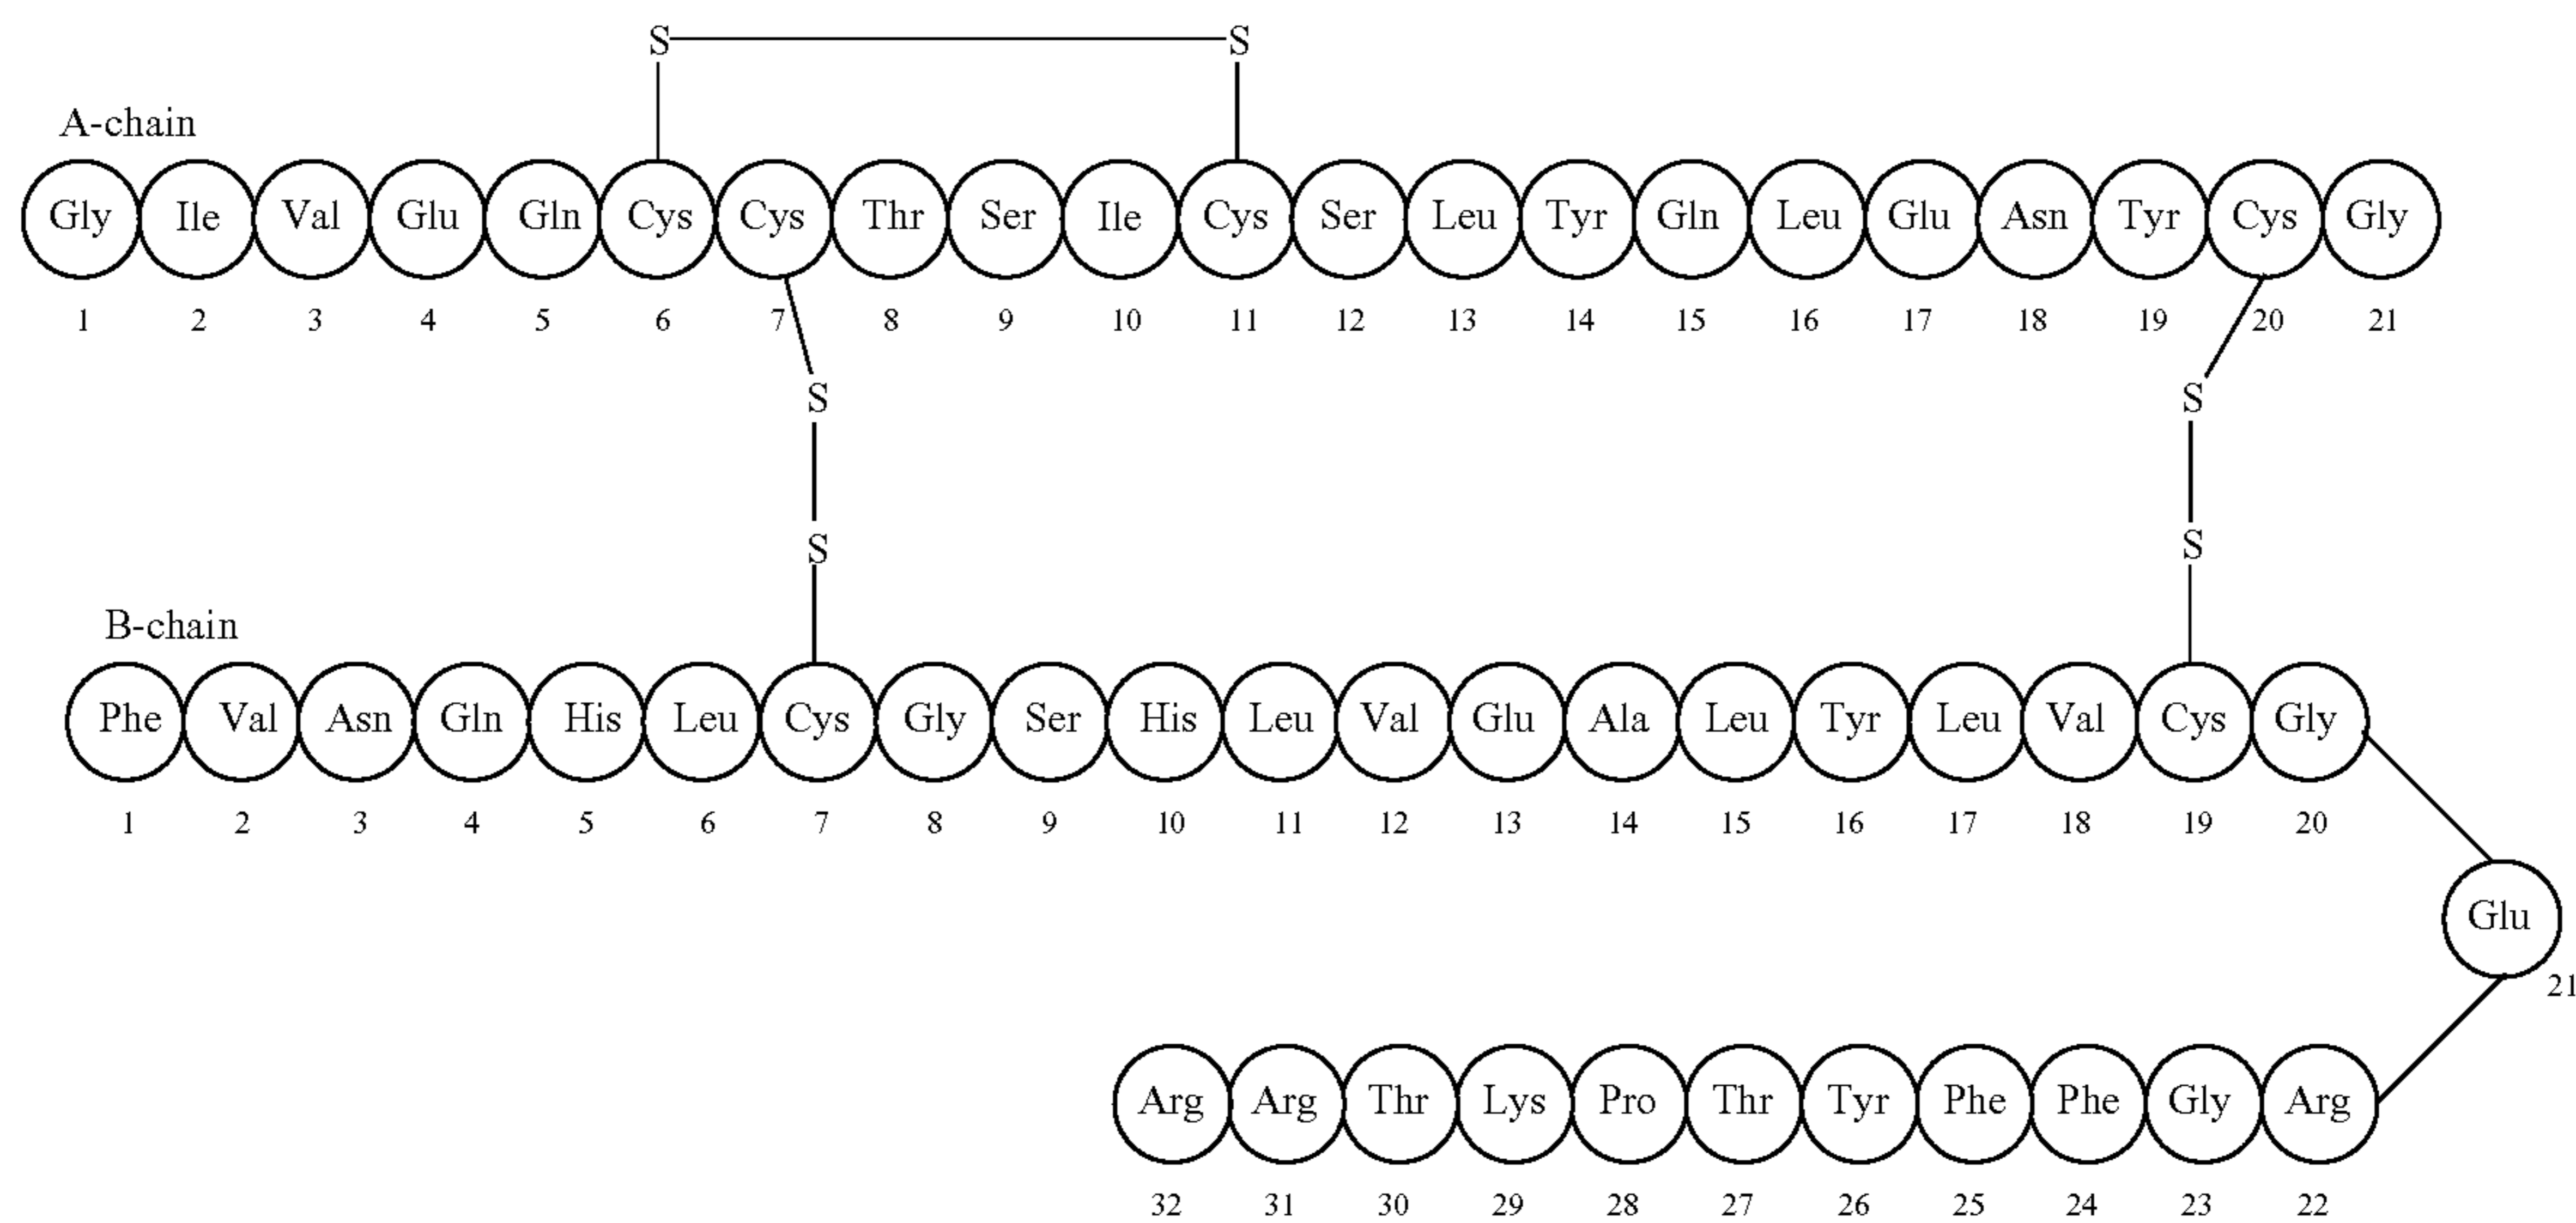 S S
A-chain
Gly Ile Val Glu Gln Cys Cys Thr Ser Ile Cys Ser Leu Tyr Gln Leu Glu Asn Tyr Cys Gly
1 2 3 4 5 6 7 8 9 10 11 12 13 14 15 16 17 18 19 20 21
S S
S S
B-chain
Phe Val Asn Gln His Leu Cys Gly Ser His Leu Val Glu Ala Leu Tyr Leu Val Cys Gly
1 2 3 4 5 6 7 8 9 10 11 12 13 14 15 16 17 18 19 20
Glu
21
Arg Arg Thr Lys Pro Thr Tyr Phe Phe Gly Arg
32 31 30 29 28 27 26 25 24 23 22